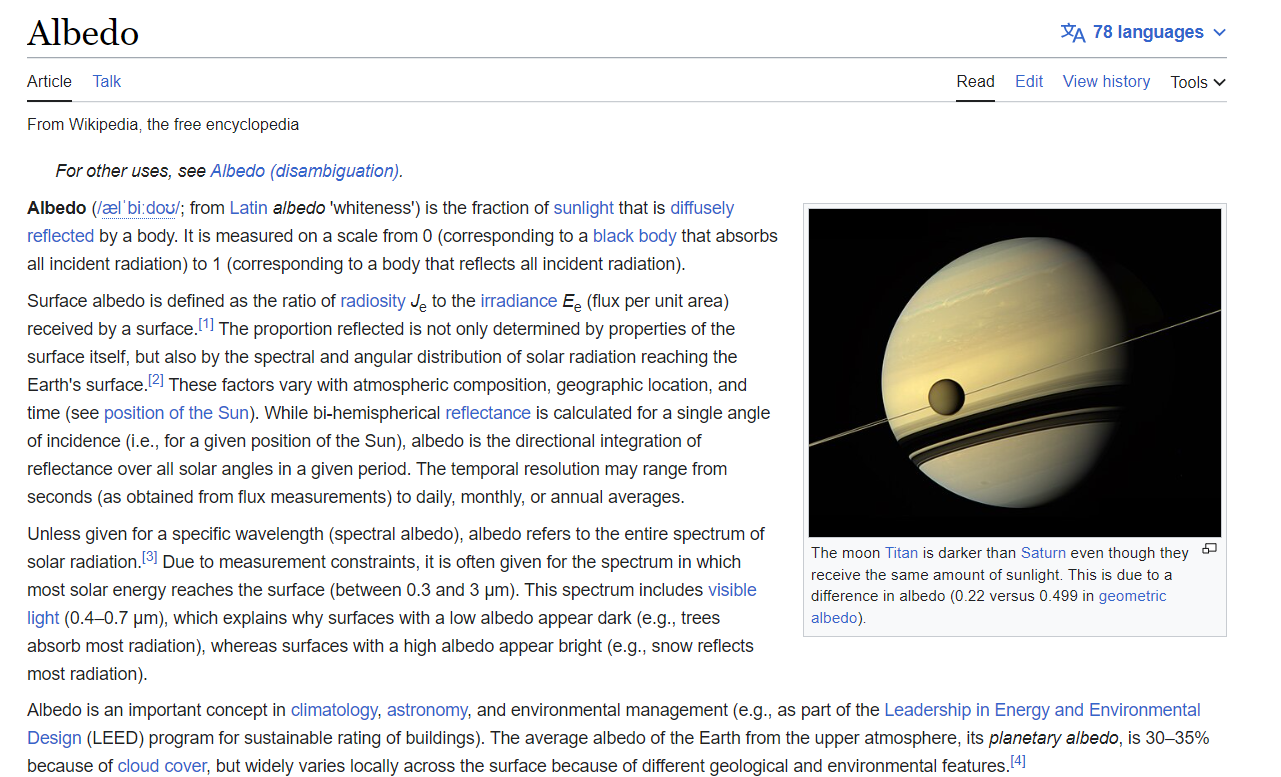 Albedo
78 languages
Article Talk Read Edit View history Tools
From Wikipedia, the free encyclopedia
For other uses, see Albedo (disambiguation).
Albedo (/ælˈbiːdoʊ/; from Latin albedo 'whiteness') is the fraction of sunlight that is diffusely
reflected by a body. It is measured on a scale from 0 (corresponding to a black body that absorbs
all incident radiation) to 1 (corresponding to a body that reflects all incident radiation).
Surface albedo is defined as the ratio of radiosity Je to the irradiance Ee (flux per unit area)
received by a surface.[1] The proportion reflected is not only determined by properties of the
surface itself, but also by the spectral and angular distribution of solar radiation reaching the
Earth's surface.[2] These factors vary with atmospheric composition, geographic location, and
time (see position of the Sun). While bi-hemispherical reflectance is calculated for a single angle
of incidence (i.e., for a given position of the Sun), albedo is the directional integration of
reflectance over all solar angles in a given period. The temporal resolution may range from
seconds (as obtained from flux measurements) to daily, monthly, or annual averages.
Unless given for a specific wavelength (spectral albedo), albedo refers to the entire spectrum of
solar radiation.[3] Due to measurement constraints, it is often given for the spectrum in which
most solar energy reaches the surface (between 0.3 and 3 μm). This spectrum includes visible
light (0.4–0.7 μm), which explains why surfaces with a low albedo appear dark (e.g., trees
absorb most radiation), whereas surfaces with a high albedo appear bright (e.g., snow reflects
most radiation).
The moon Titan is darker than Saturn even though they
receive the same amount of sunlight. This is due to a
difference in albedo (0.22 versus 0.499 in geometric
albedo).
Albedo is an important concept in climatology, astronomy, and environmental management (e.g., as part of the Leadership in Energy and Environmental
Design (LEED) program for sustainable rating of buildings). The average albedo of the Earth from the upper atmosphere, its planetary albedo, is 30–35%
because of cloud cover, but widely varies locally across the surface because of different geological and environmental features.[4]